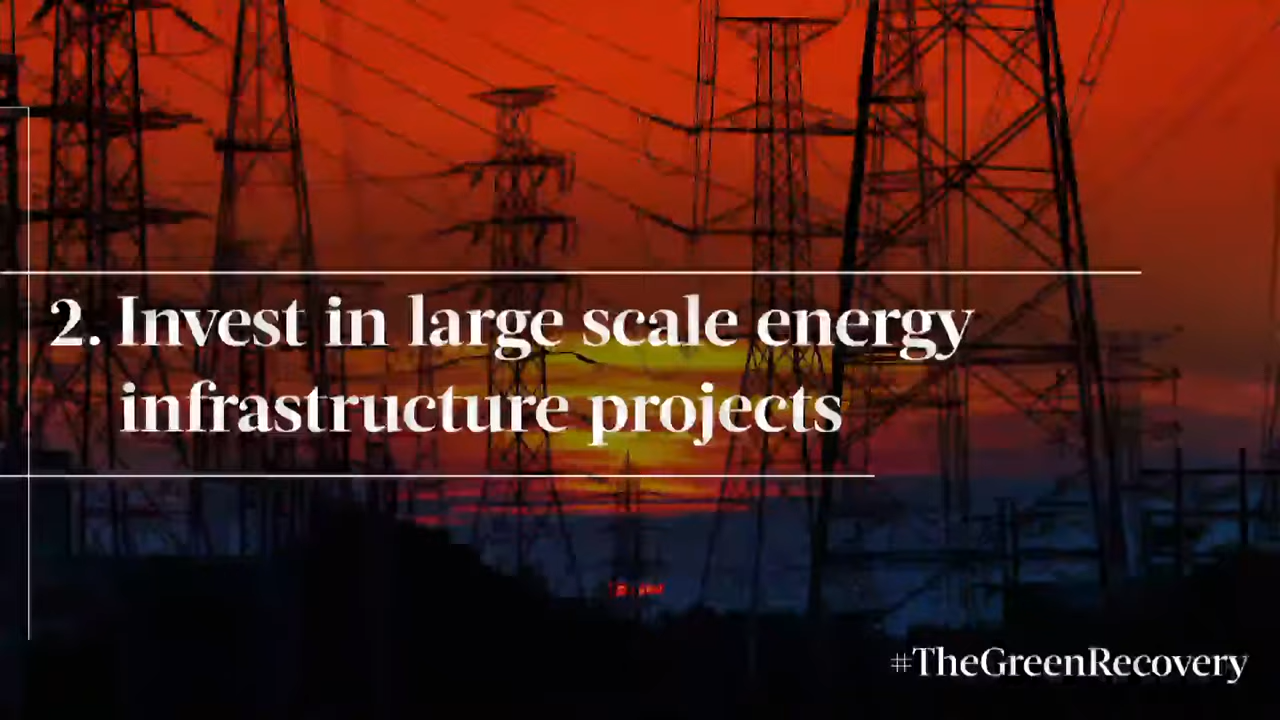 2. Invest in large scale energy
infrastructure projects
#TheGreenRecovery